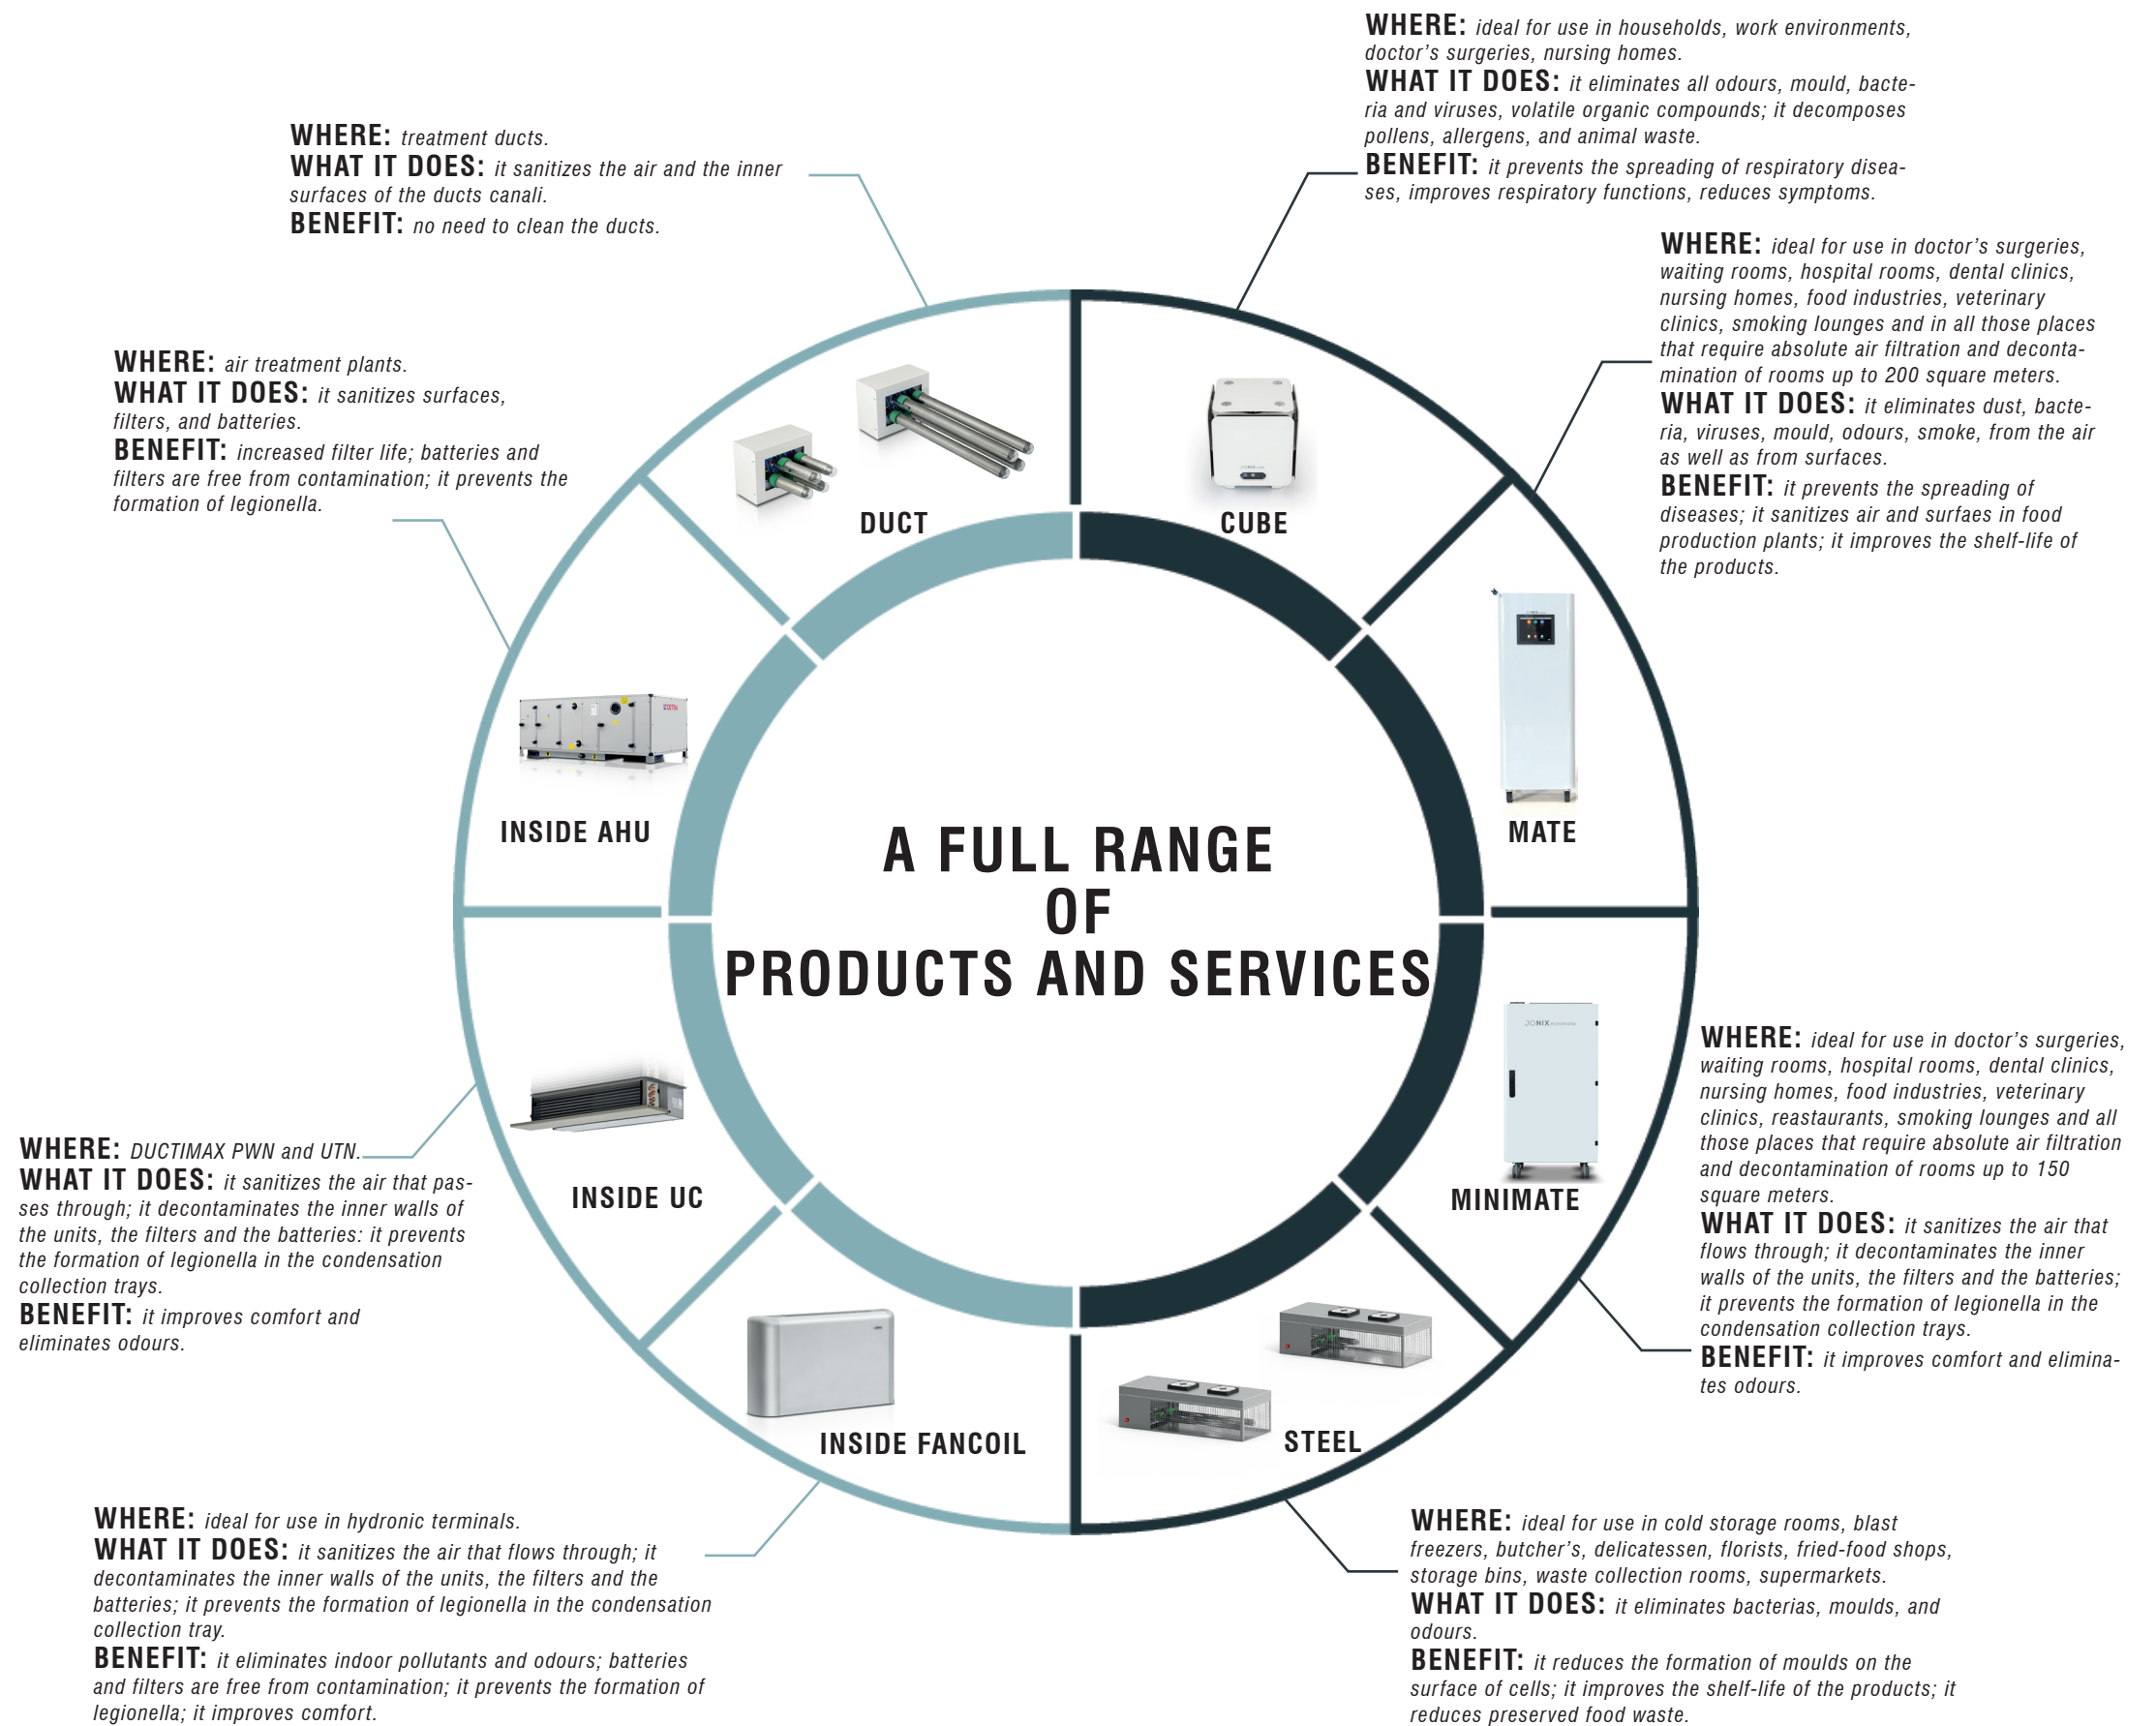 WHERE: ideal for use in households, work environments,
doctor's surgeries, nursing homes.
WHAT IT DOES: it eliminates all odours, mould, bacte-
ria and viruses, volatile organic compounds; it decomposes
pollens, allergens, and animal waste.
BENEFIT: it prevents the spreading of respiratory disea-
ses, improves respiratory functions, reduces symptoms.
WHERE: treatment ducts.
WHAT IT DOES: it sanitizes the air and the inner
surfaces of the ducts canali.
BENEFIT: no need to clean the ducts.
WHERE: ideal for use in doctor's surgeries,
waiting rooms, hospital rooms, dental clinics,
nursing homes, food industries, veterinary
clinics, smoking lounges and in all those places
that require absolute air filtration and deconta-
mination of rooms up to 200 square meters.
WHAT IT DOES: it eliminates dust, bacte-
ria, viruses, mould, odours, smoke, from the air
as well as from surfaces.
BENEFIT: it prevents the spreading of
diseases; it sanitizes air and surfaes in food
production plants; it improves the shelf-life of
the products.
WHERE: air treatment plants.
WHAT IT DOES: it sanitizes surfaces,
filters, and batteries.
BENEFIT: increased filter life; batteries and
filters are free from contamination; it prevents the
formation of legionella.
DUCT
CUBE
INSIDE AHU
MATE
A FULL RANGE
OF
PRODUCTS AND SERVICES
JONIX minimate
INSIDE UC
MINIMATE
WHERE: ideal for use in doctor's surgeries,
waiting rooms, hospital rooms, dental clinics,
nursing homes, food industries, veterinary
clinics, reastaurants, smoking lounges and all
those places that require absolute air filtration
and decontamination of rooms up to 150
square meters.
WHAT IT DOES: it sanitizes the air that
flows through; it decontaminates the inner
walls of the units, the filters and the batteries;
it prevents the formation of legionella in the
condensation collection trays.
BENEFIT: it improves comfort and elimina-
tes odours.
WHERE: DUCTIMAX PWN and UTN.
WHAT IT DOES: it sanitizes the air that pas-
ses through; it decontaminates the inner walls of
the units, the filters and the batteries: it prevents
the formation of legionella in the condensation
collection trays.
BENEFIT: it improves comfort and
eliminates odours.
INSIDE FANCOIL
STEEL
WHERE: ideal for use in hydronic terminals.
WHAT IT DOES: it sanitizes the air that flows through; it
decontaminates the inner walls of the units, the filters and the
batteries; it prevents the formation of legionella in the condensation
collection tray.
BENEFIT: it eliminates indoor pollutants and odours; batteries
and filters are free from contamination; it prevents the formation of
legionella; it improves comfort.
WHERE: ideal for use in cold storage rooms, blast
freezers, butcher's, delicatessen, florists, fried-food shops,
storage bins, waste collection rooms, supermarkets.
WHAT IT DOES: it eliminates bacterias, moulds, and
odours.
BENEFIT: it reduces the formation of moulds on the
surface of cells; it improves the shelf-life of the products; it
reduces preserved food waste.